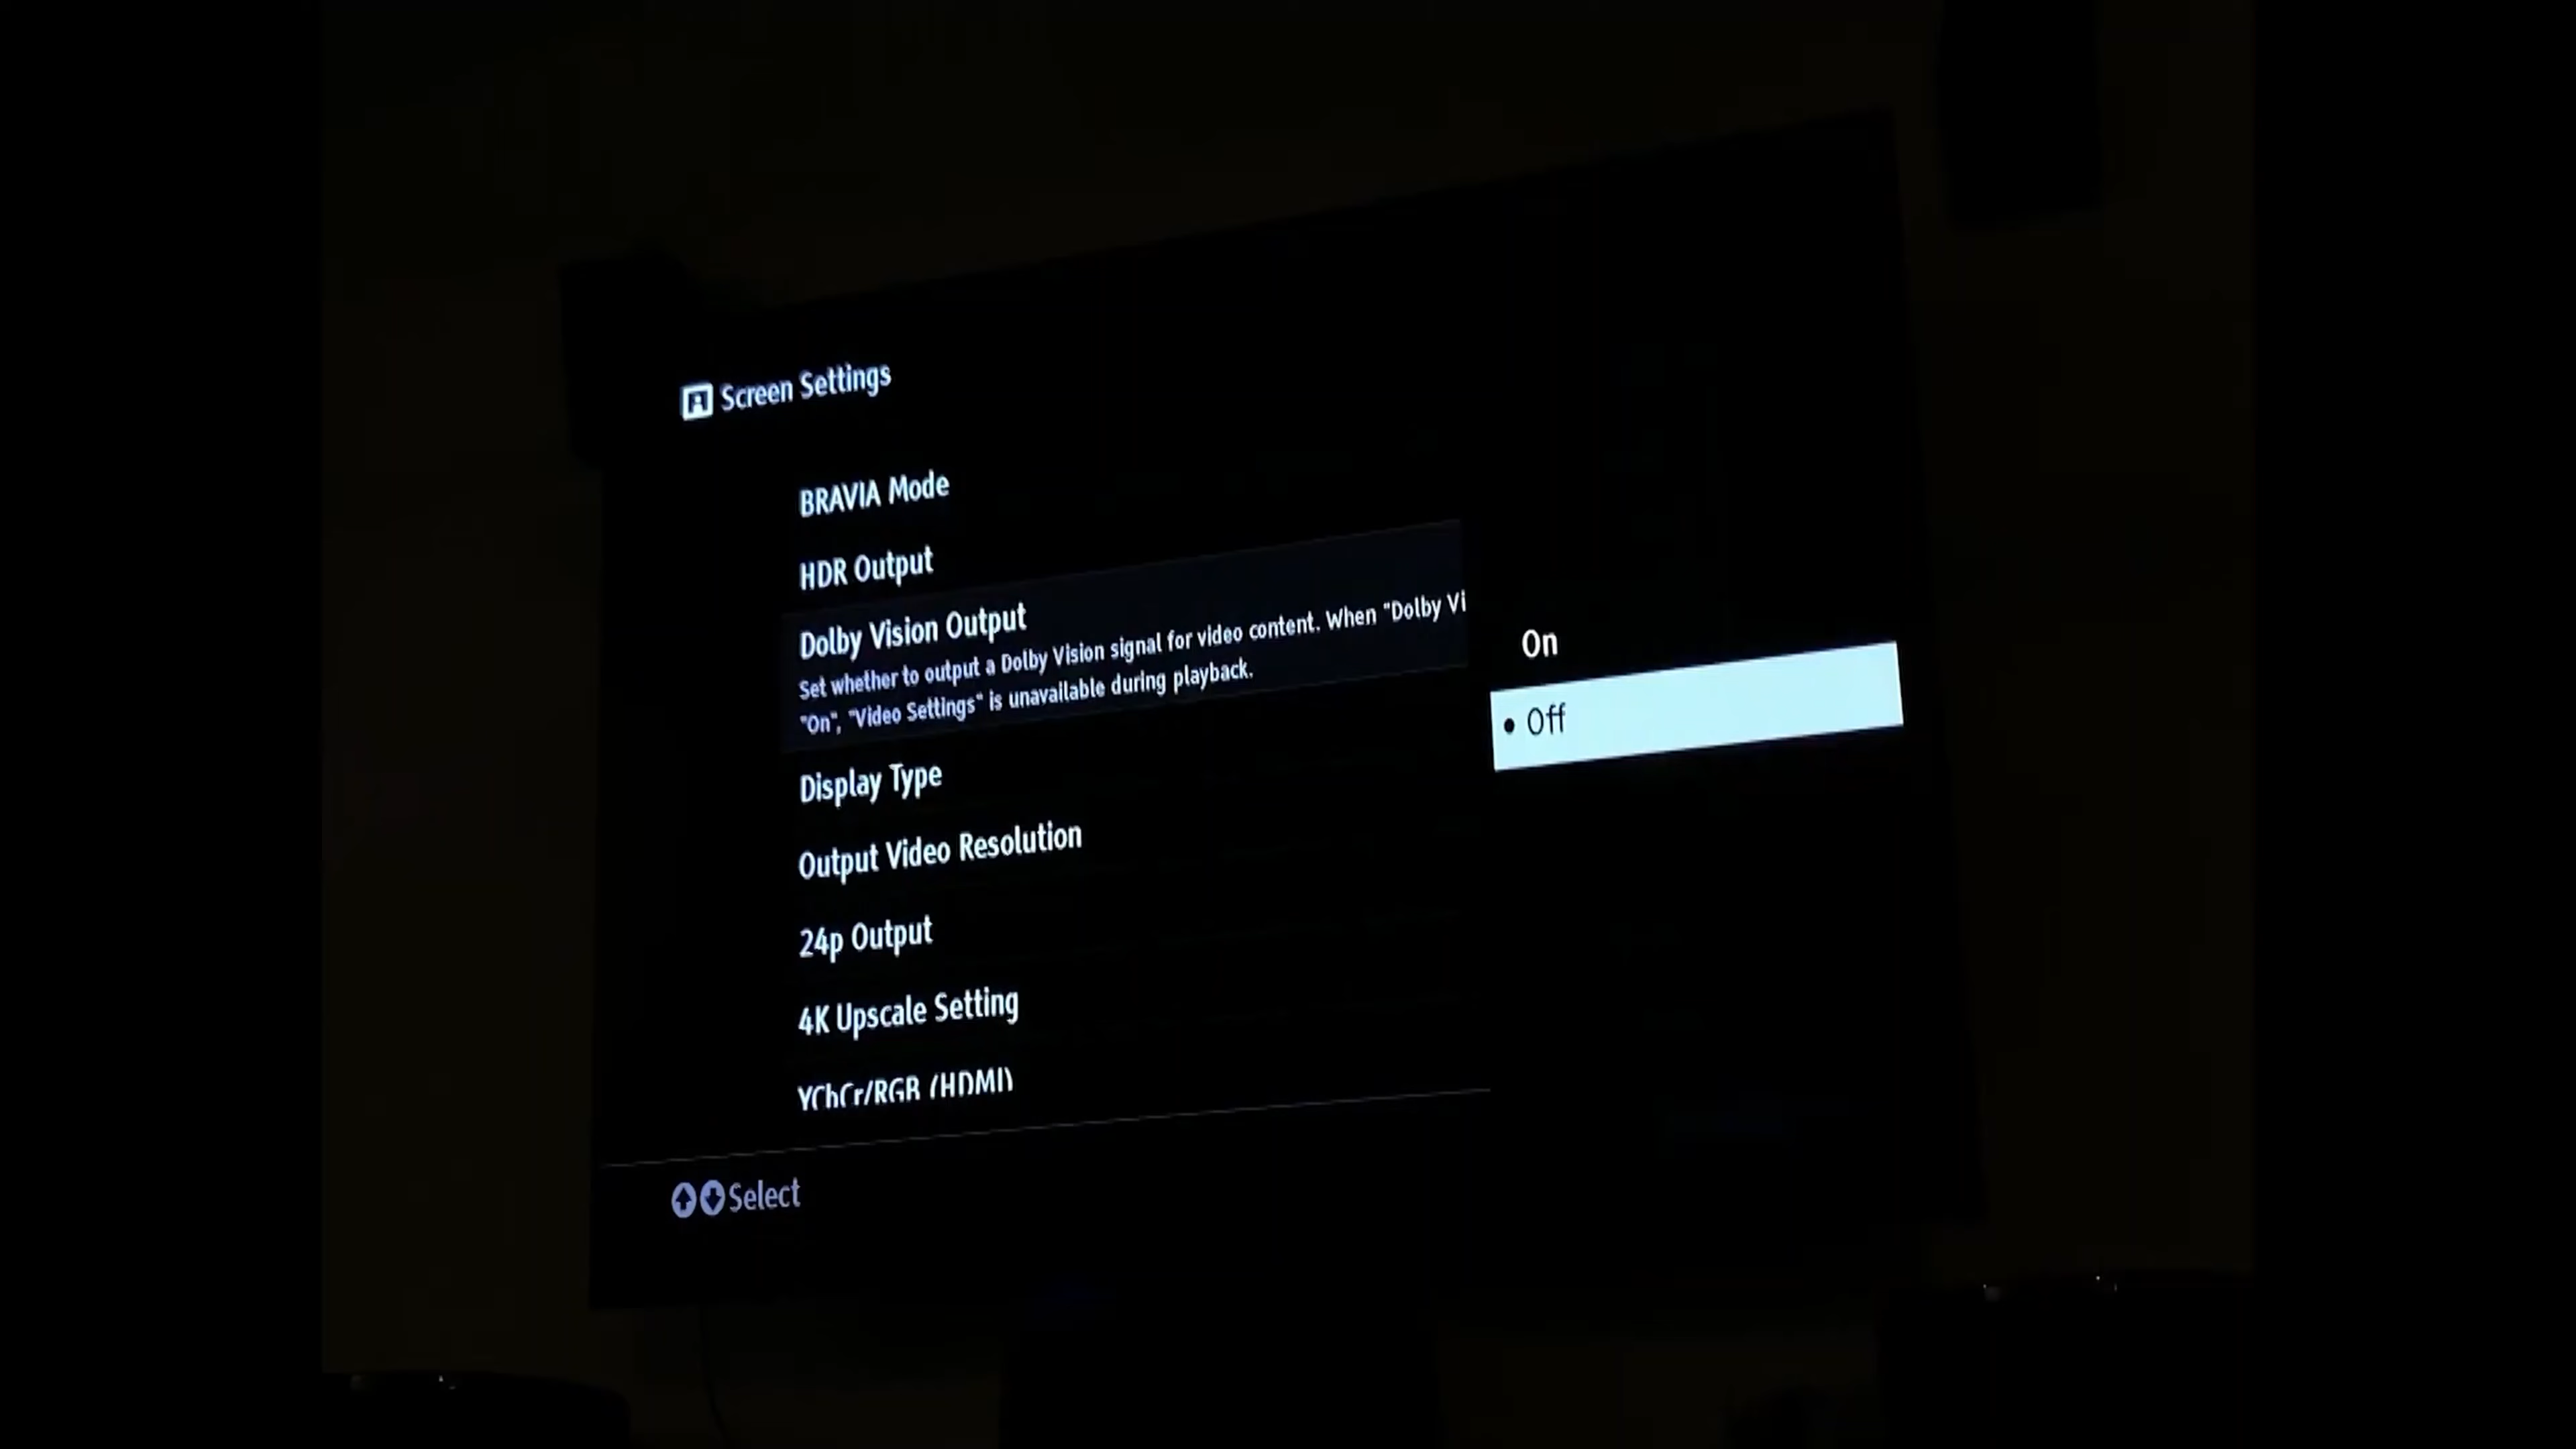 Screen Settings
BRAVIA Mode
HDR Output
Dolby Vision Output
Set whether to output a Dolby Vision signal for video content. When "Dolby Vi
"On", "Video Settings" is unavailable during playback.
On
• Off
Display Type
Output Video Resolution
24p Output
4K Upscale Setting
YCbCr/RGB (HDMI)
Select